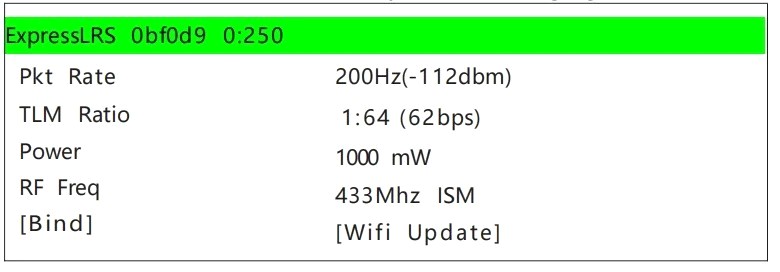 ExpressLRS 0bf0d9 0:250
Pkt Rate 200Hz(-112dbm)
TLM Ratio 1:64 (62bps)
Power 1000 mW
RF Freq 433Mhz ISM
[Bind] [Wifi Update]